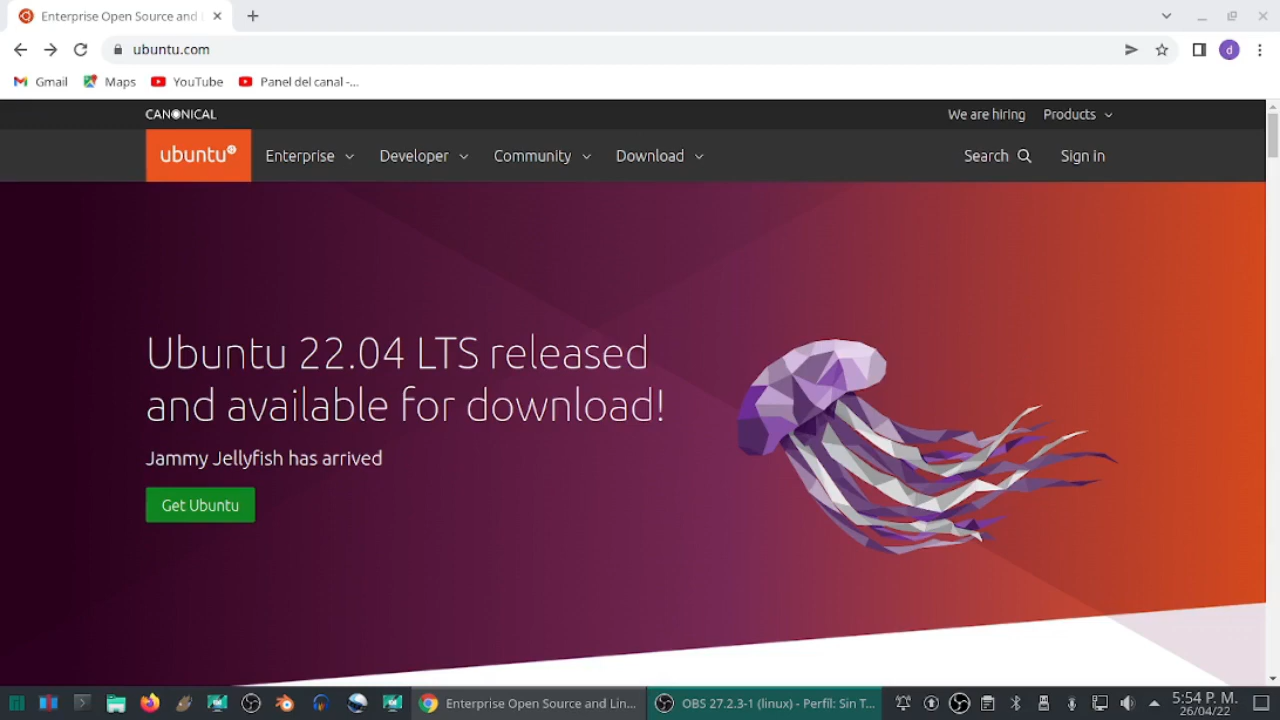 Enterprise Open Source and
ubuntu.com
d
Gmail
Maps
YouTube
Panel del canal -...
CANONICAL
We are hiring
Products
ubuntu
Enterprise
Developer
Community
Download
Search
Sign in
Ubuntu 22.04 LTS released
and available for download!
Jammy Jellyfish has arrived
Get Ubuntu
Enterprise Open Source and Lin...
OBS 27.2.3-1 (linux) - Perfil: Sin T...
5:54 P. M.
26/04/22